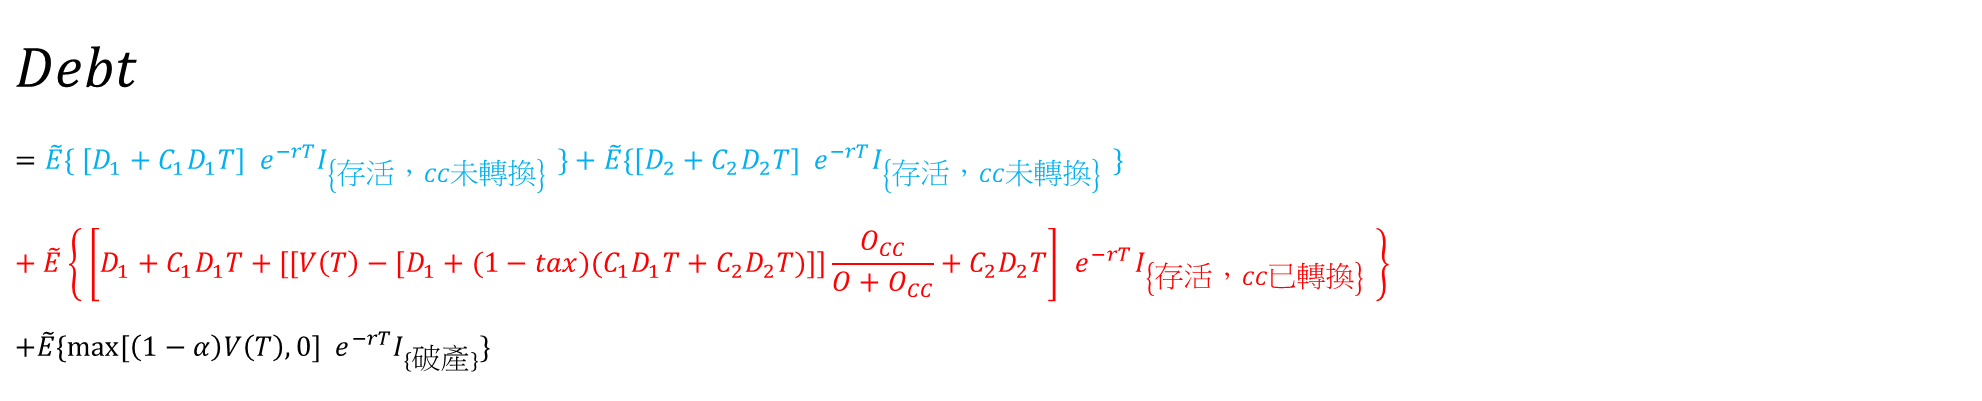 Debt
= Ẽ{ [D₁ + C₁D₁T] e^{−rT} I_{{存活,CC未轉換}} } + Ẽ{[D₂ + C₂D₂T] e^{−rT} I_{{存活,CC未轉換}} }
+ Ẽ { [ D₁ + C₁D₁T + [[V(T) − [D₁ + (1 − tax)(C₁D₁T + C₂D₂T)]] \frac{O_{CC}}{O + O_{CC}} + C₂D₂T ] e^{−rT} I_{{存活,CC已轉換}} }
+Ẽ{max[(1 − α)V(T), 0] e^{−rT} I_{{破產}}}